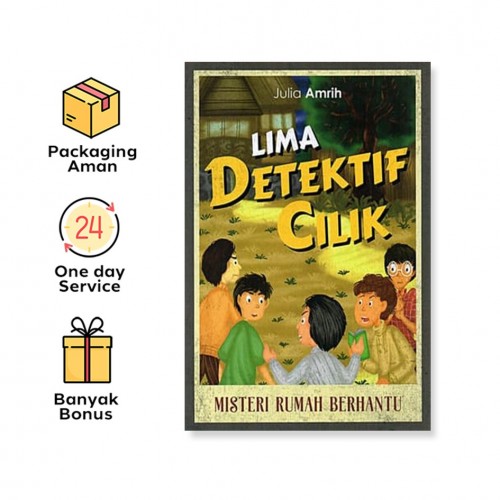 Packaging
Aman
24
One day
Service
Banyak
Bonus
Julia Amrih
LIMA
DETEKTIF
CILIK
MISTERI RUMAH BERHANTU